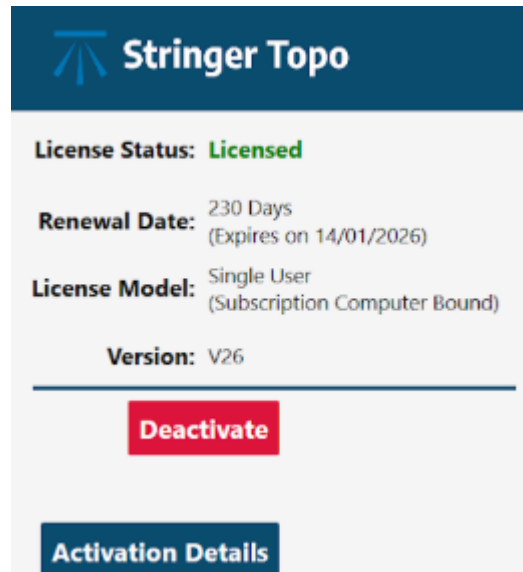 Stringer Topo
License Status: Licensed
Renewal Date: 230 Days
(Expires on 14/01/2026)
License Model: Single User
(Subscription Computer Bound)
Version: V26
Deactivate
Activation Details